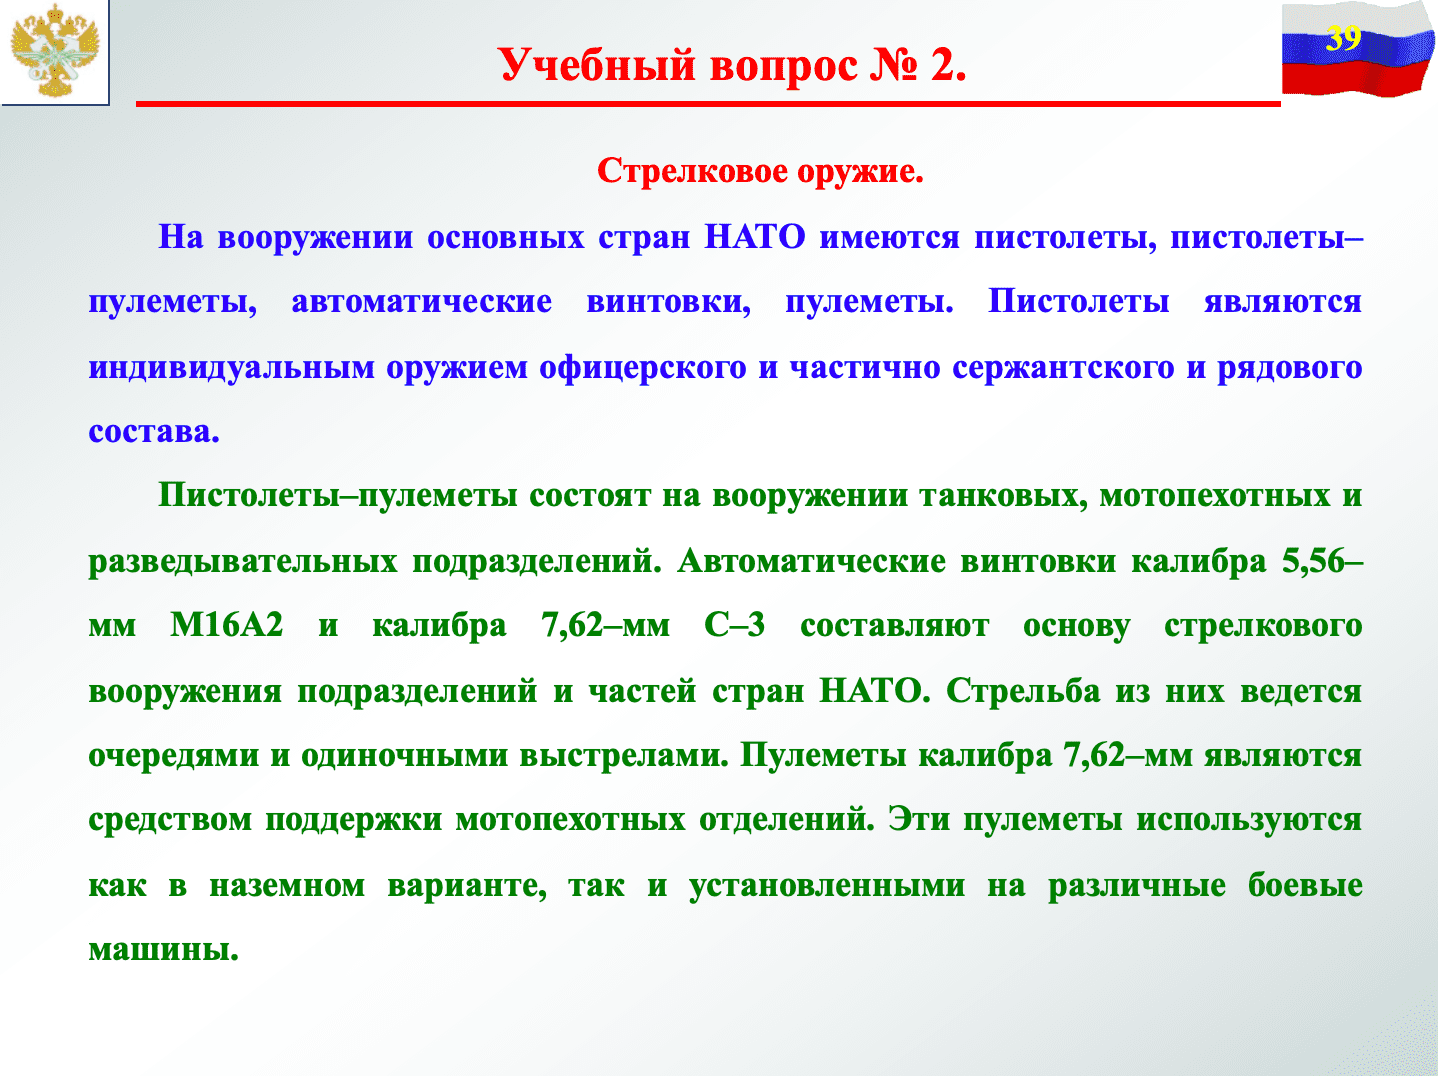 39
Учебный вопрос № 2.
Стрелковое оружие.
На вооружении основных стран НАТО имеются пистолеты, пистолеты–
пулеметы, автоматические винтовки, пулеметы. Пистолеты являются
индивидуальным оружием офицерского и частично сержантского и рядового
состава.
Пистолеты–пулеметы состоят на вооружении танковых, мотопехотных и
разведывательных подразделений. Автоматические винтовки калибра 5,56–
мм М16А2 и калибра 7,62–мм С–3 составляют основу стрелкового
вооружения подразделений и частей стран НАТО. Стрельба из них ведется
очередями и одиночными выстрелами. Пулеметы калибра 7,62–мм являются
средством поддержки мотопехотных отделений. Эти пулеметы используются
как в наземном варианте, так и установленными на различные боевые
машины.